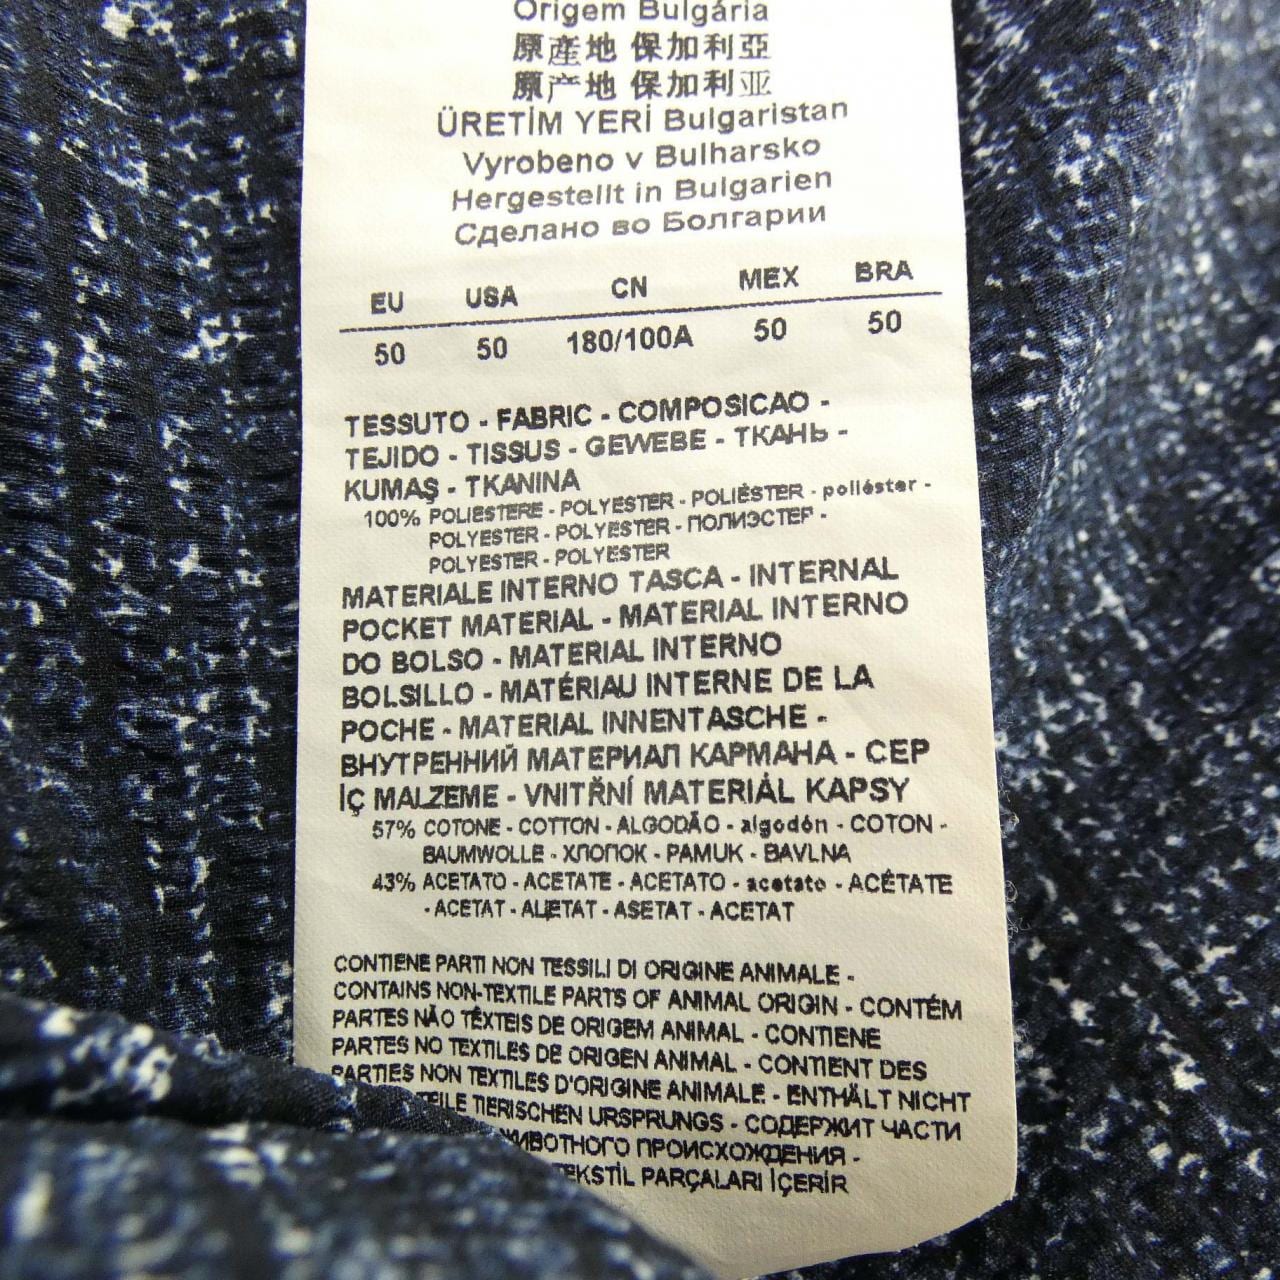 Origem Bulgária
原產地 保加利亞
原产地 保加利亚
ÜRETİM YERİ Bulgaristan
Vyrobeno v Bulharsko
Hergestellt in Bulgarien
Сделано во Болгарии
EU USA CN MEX BRA
50 50 180/100A 50 50
TESSUTO - FABRIC - COMPOSICAO -
TEJIDO - TISSUS - GEWEBE - ТКАНЬ -
KUMAŞ - TKANINA
100% POLIESTERE - POLYESTER - POLIÉSTER - poliéster -
POLYESTER - POLYESTER - ПОЛИЭСТЕР -
POLYESTER - POLYESTER
MATERIALE INTERNO TASCA - INTERNAL
POCKET MATERIAL - MATERIAL INTERNO
DO BOLSO - MATERIAL INTERNO
BOLSILLO - MATÉRIAU INTERNE DE LA
POCHE - MATERIAL INNENTASCHE -
ВНУТРЕННИЙ МАТЕРИАЛ КАРМАНА - CEP
İÇ MALZEME - VNITŘNÍ MATERIÁL KAPSY
57% COTONE - COTTON - ALGODÃO - algodón - COTON -
BAUMWOLLE - ХЛОПОК - PAMUK - BAVLNA
43% ACETATO - ACETATE - ACETATO - acetato - ACÉTATE
- ACETAT - АЦЕТАТ - ASETAT - ACETAT
CONTIENE PARTI NON TESSILI DI ORIGINE ANIMALE -
CONTAINS NON-TEXTILE PARTS OF ANIMAL ORIGIN - CONTÉM
PARTES NÃO TÊXTEIS DE ORIGEM ANIMAL - CONTIENE
PARTES NO TEXTILES DE ORIGEN ANIMAL - CONTIENT DES
PARTIES NON TEXTILES D'ORIGINE ANIMALE - ENTHÄLT NICHT
TEILE TIERISCHEN URSPRUNGS - СОДЕРЖИТ ЧАСТИ
ЖИВОТНОГО ПРОИСХОЖДЕНИЯ -
TEKSTİL PARÇALARI İÇERİR